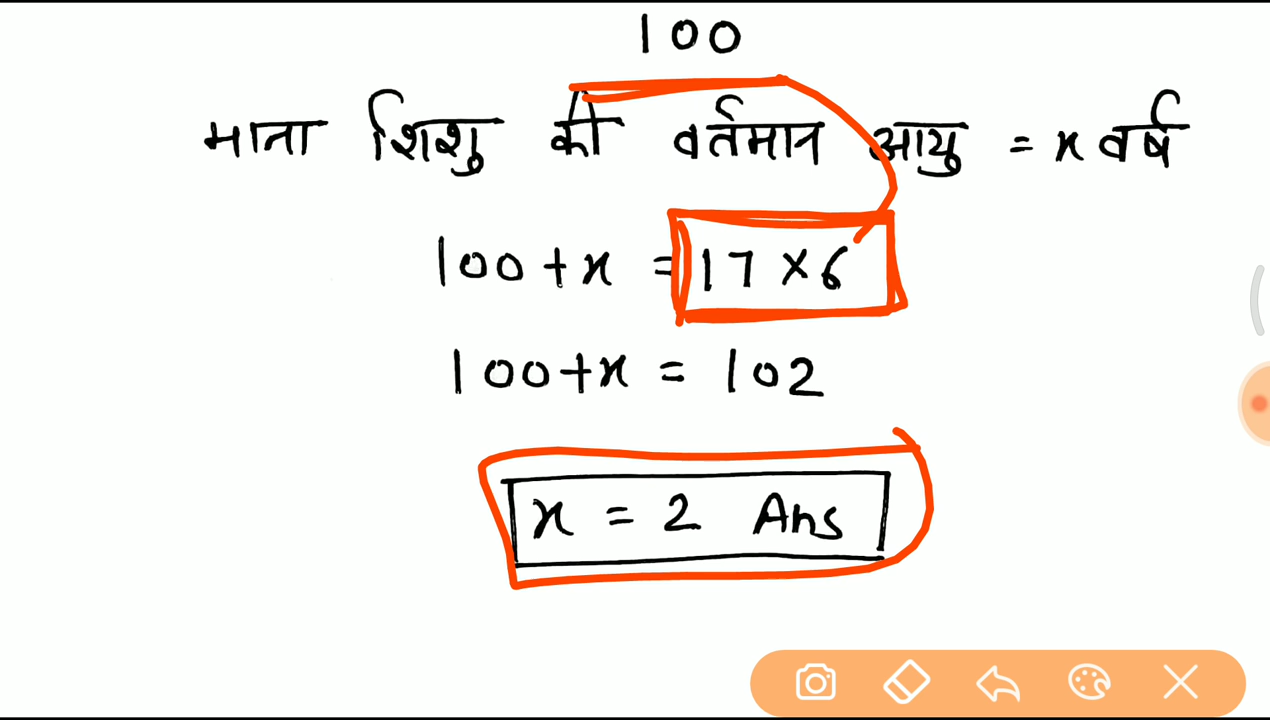 100
माना शिशु की वर्तमान आयु = x वर्ष
100 + x = 17 × 6
100 + x = 102
x = 2 Ans